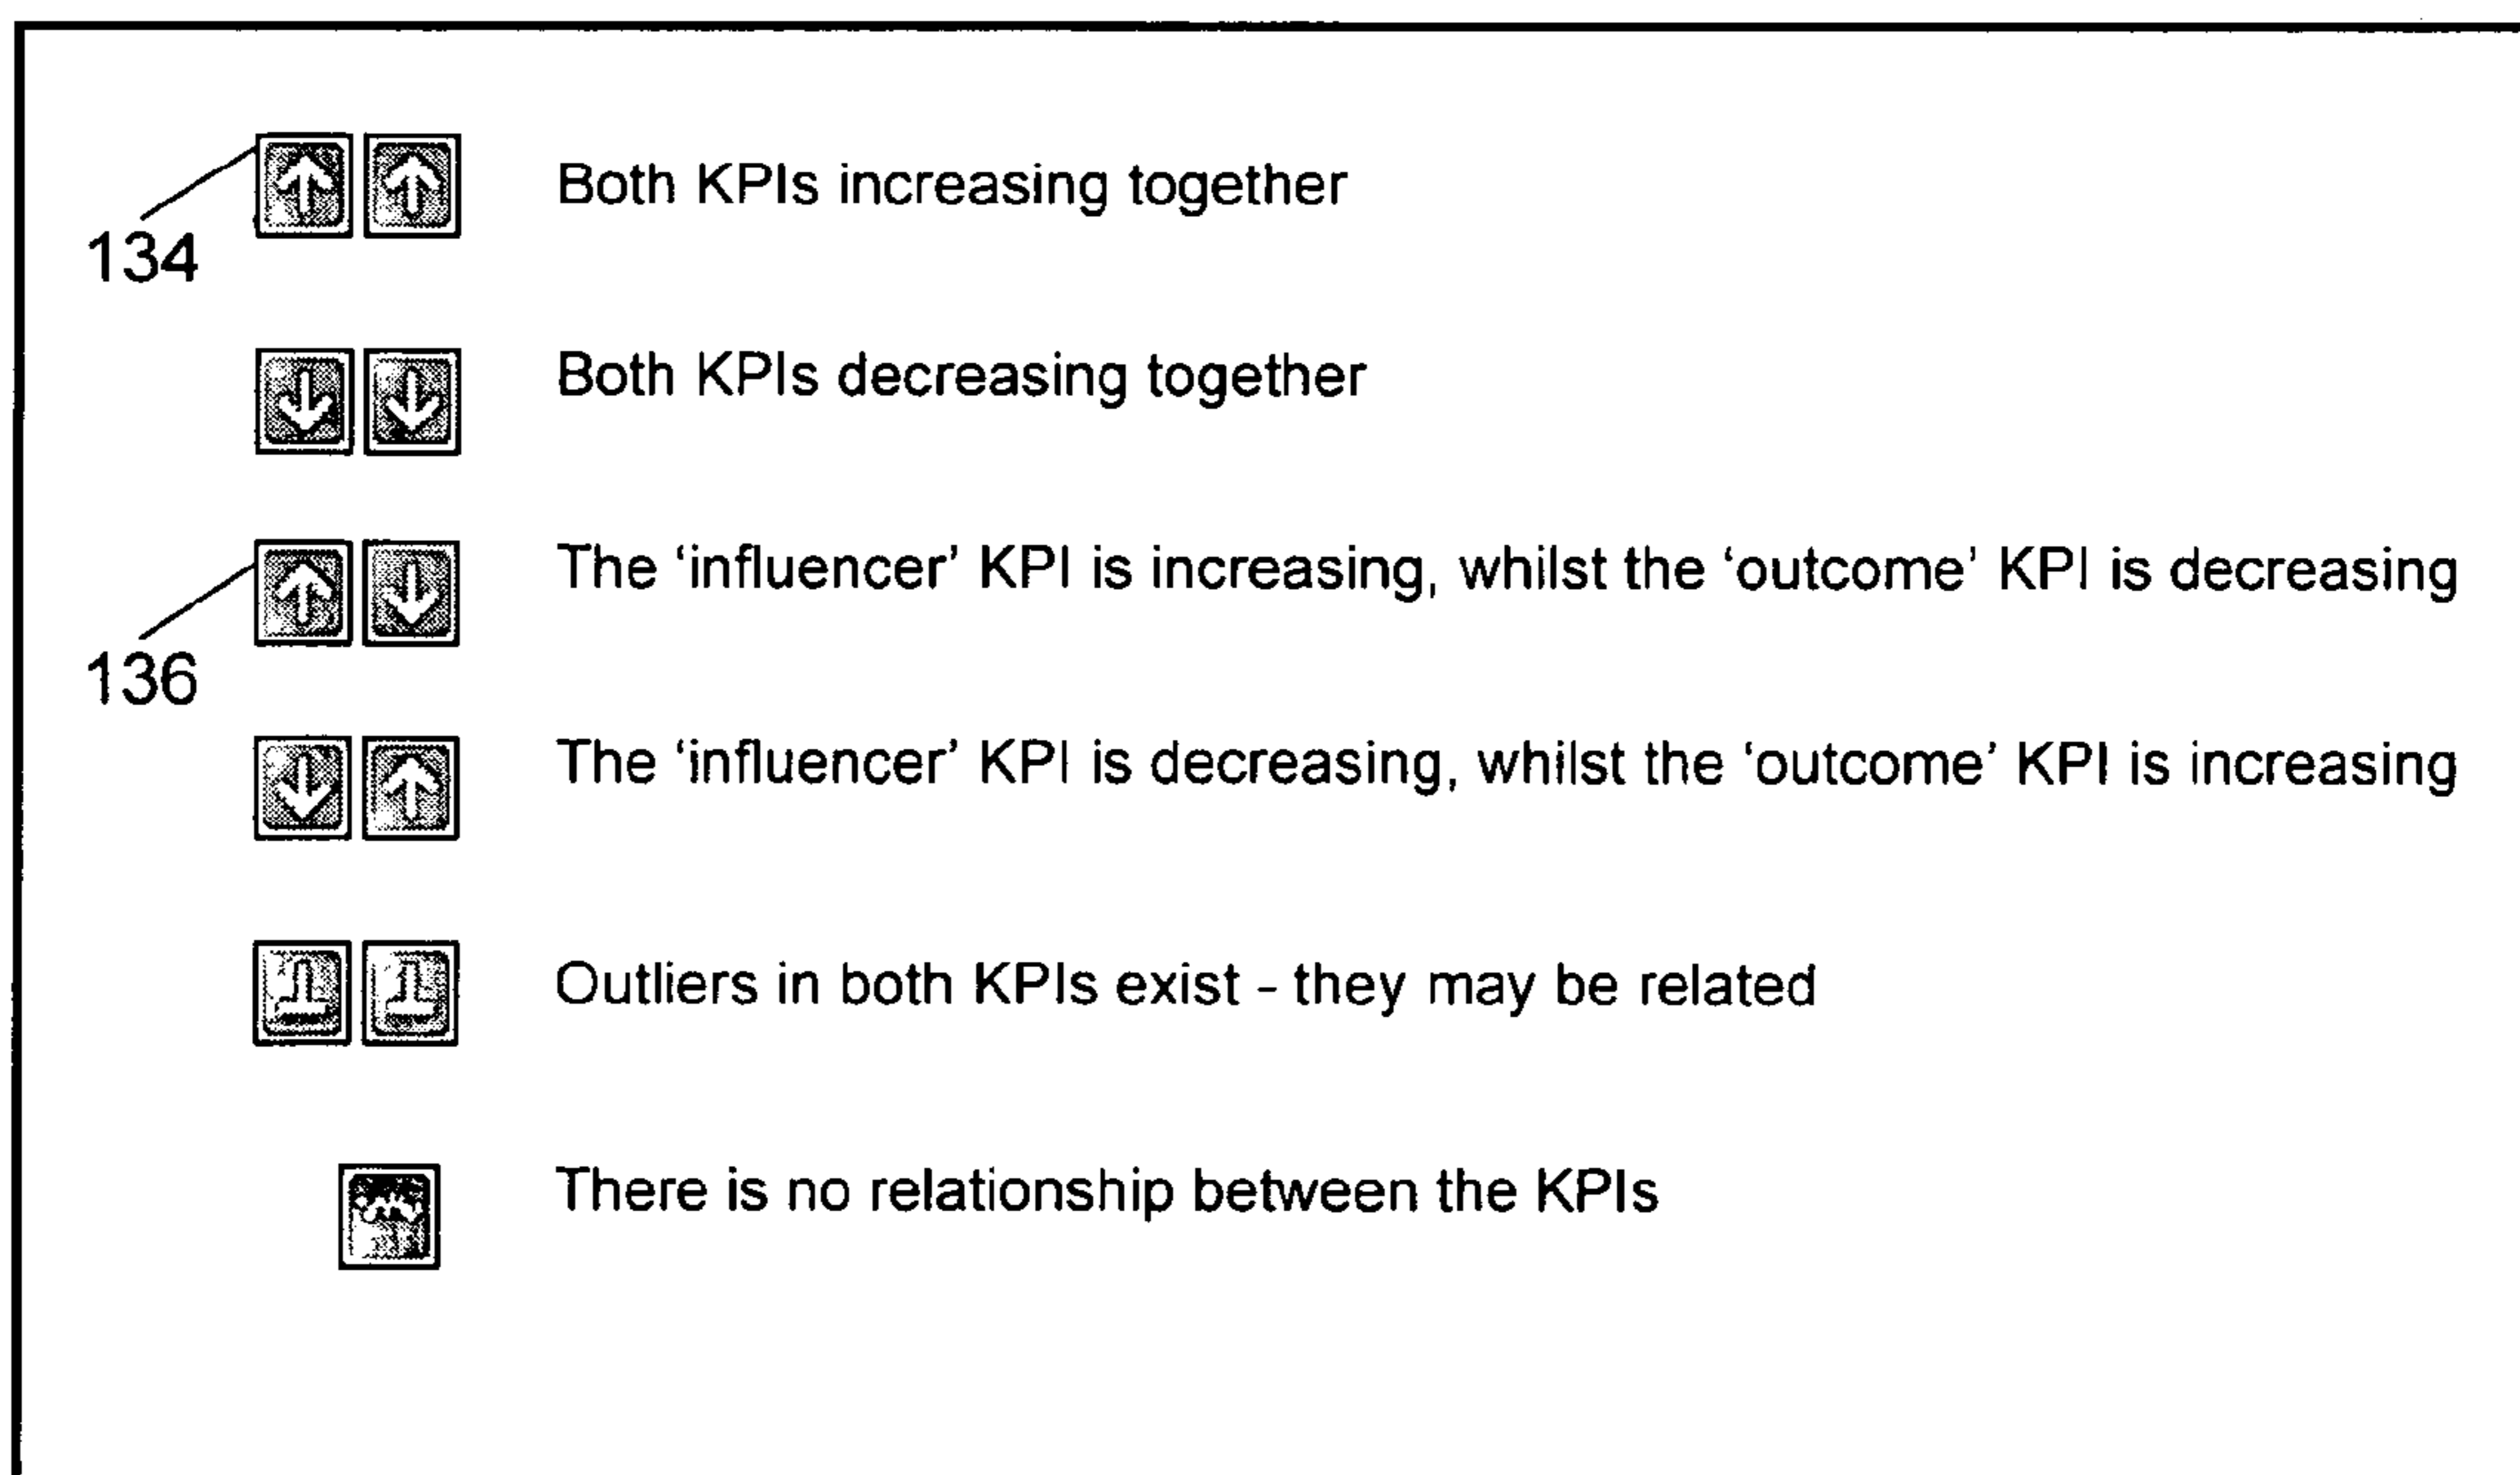 Both KPIs increasing together
134
Both KPIs decreasing together
The ‘influencer’ KPI is increasing, whilst the ‘outcome’ KPI is decreasing
136
The ‘influencer’ KPI is decreasing, whilst the ‘outcome’ KPI is increasing
Outliers in both KPIs exist - they may be related
There is no relationship between the KPIs